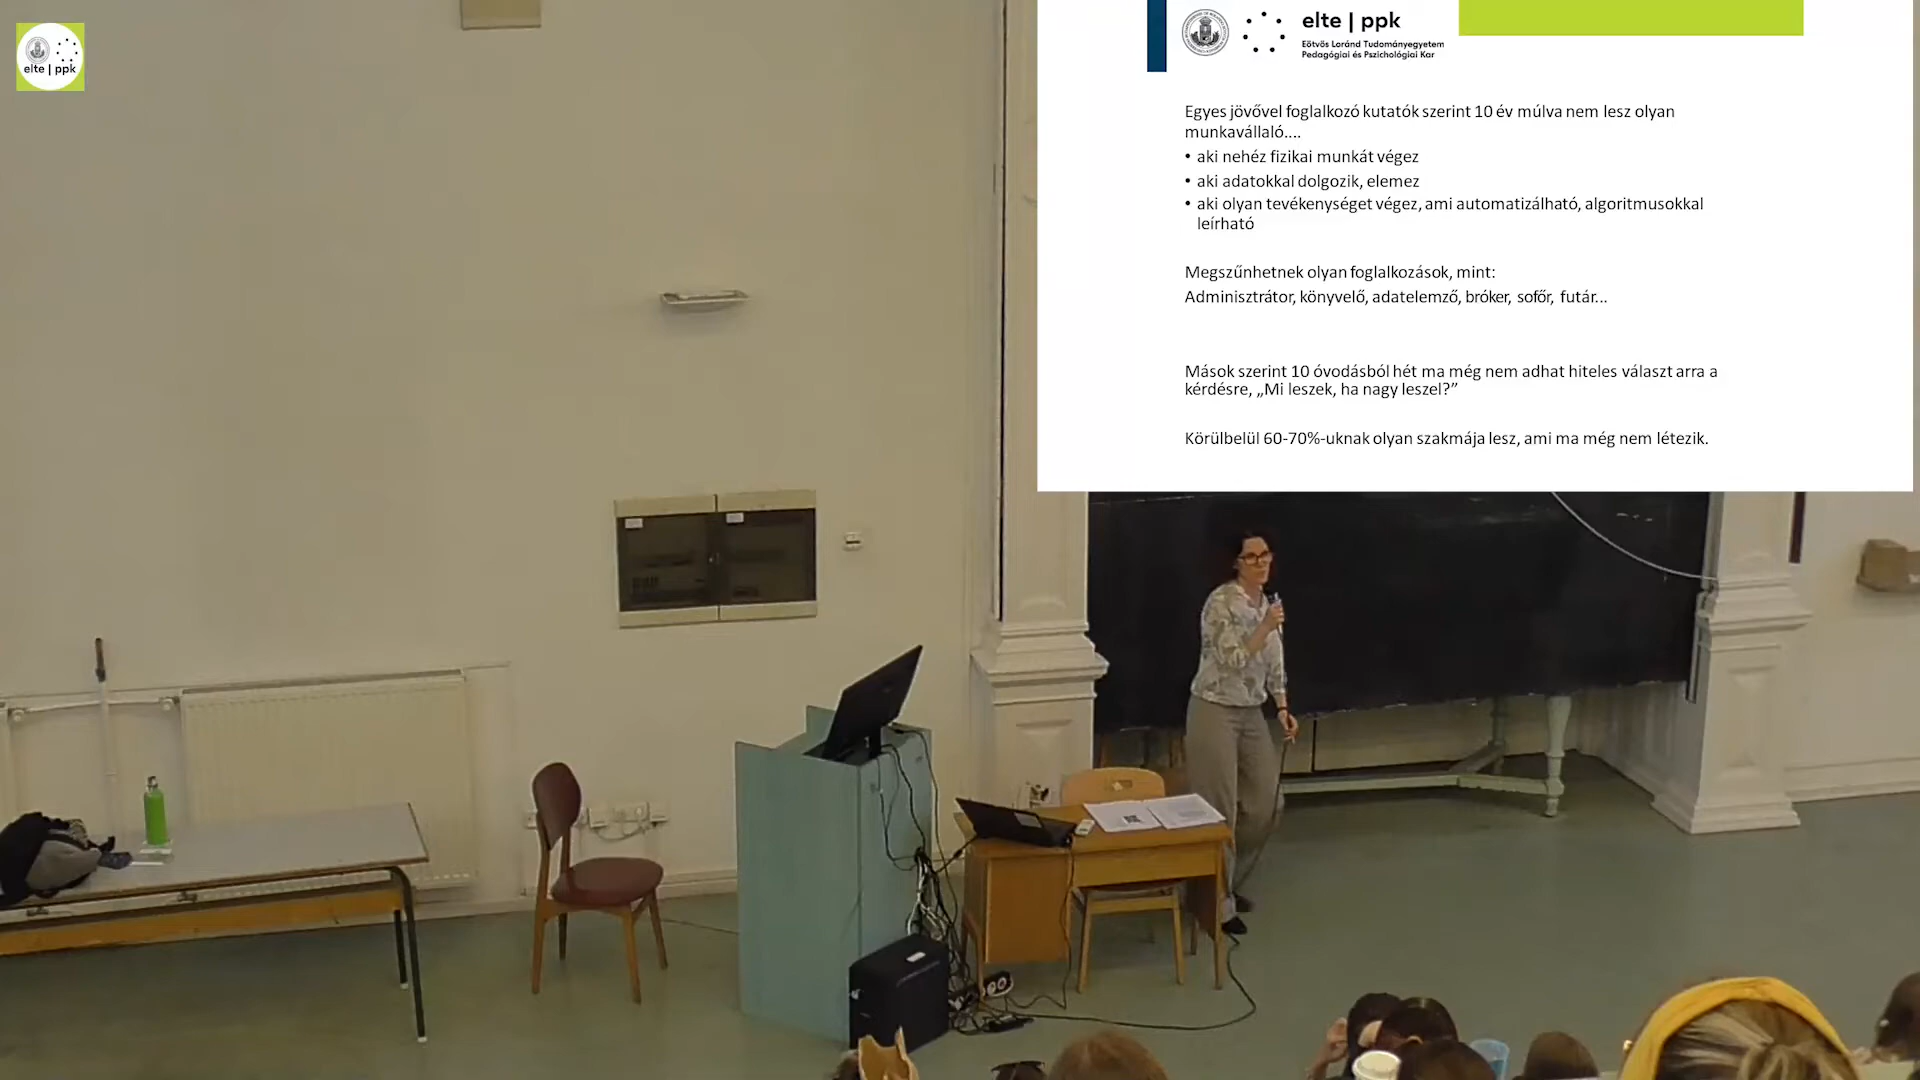 elte | ppk
elte | ppk
Eötvös Loránd Tudományegyetem
Pedagógiai és Pszichológiai Kar
Egyes jövővel foglalkozó kutatók szerint 10 év múlva nem lesz olyan
munkavállaló....
• aki nehéz fizikai munkát végez
• aki adatokkal dolgozik, elemez
• aki olyan tevékenységet végez, ami automatizálható, algoritmusokkal
leírható
Megszűnhetnek olyan foglalkozások, mint:
Adminisztrátor, könyvelő, adatelemző, bróker, sofőr, futár...
Mások szerint 10 óvodásból hét ma még nem adhat hiteles választ arra a
kérdésre, „Mi leszek, ha nagy leszel?”
Körülbelül 60-70%-uknak olyan szakmája lesz, ami ma még nem létezik.